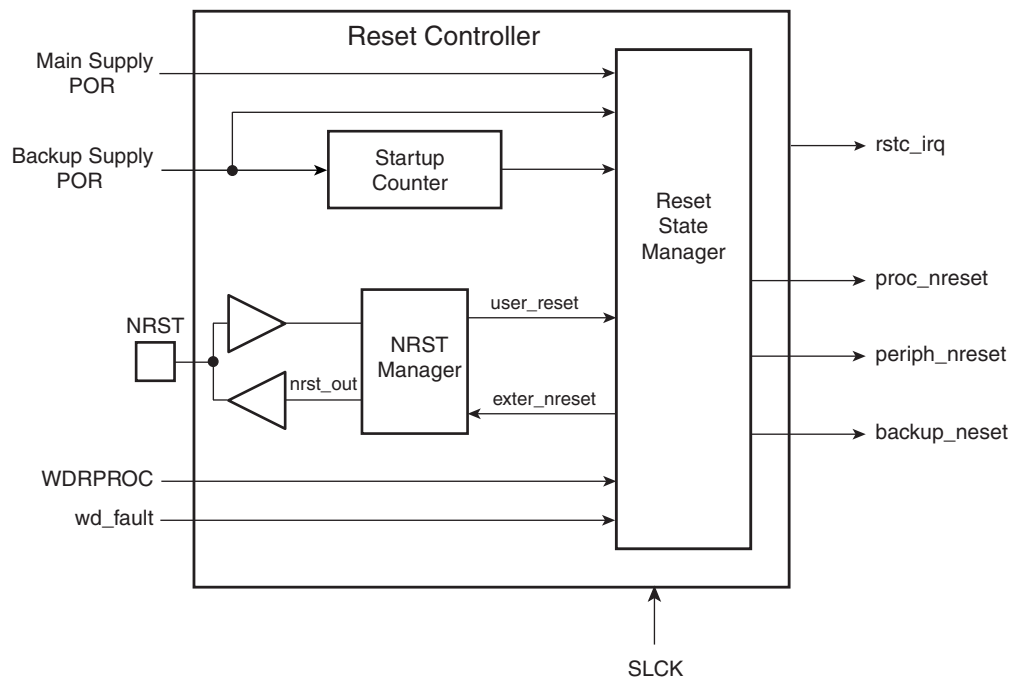 Reset Controller
Main Supply
POR
Backup Supply
POR
Startup
Counter
Reset
State
Manager
rstc_irq
proc_nreset
periph_nreset
backup_neset
NRST
NRST
Manager
user_reset
nrst_out
exter_nreset
WDRPROC
wd_fault
SLCK